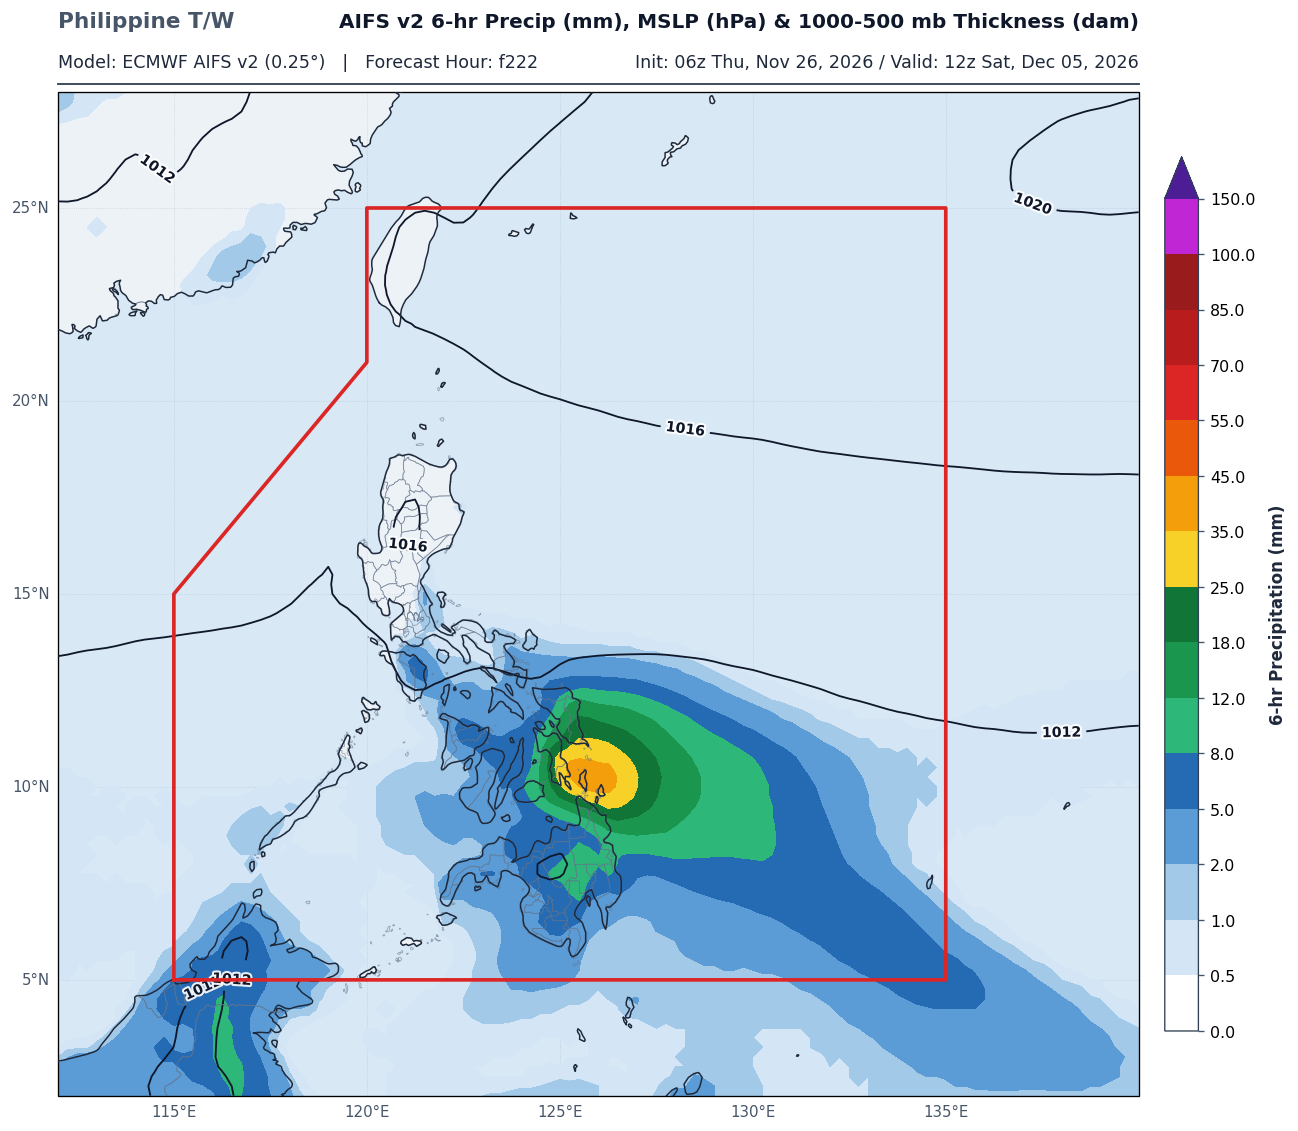 Philippine T/W
AIFS v2 6-hr Precip (mm), MSLP (hPa) & 1000-500 mb Thickness (dam)
Model: ECMWF AIFS v2 (0.25°) | Forecast Hour: f222
Init: 06z Thu, Nov 26, 2026 / Valid: 12z Sat, Dec 05, 2026
1012
1020
1016
1016
1012
1012
25°N
20°N
15°N
10°N
5°N
115°E
120°E
125°E
130°E
135°E
150.0
100.0
85.0
70.0
55.0
45.0
35.0
25.0
18.0
12.0
8.0
5.0
2.0
1.0
0.5
0.0
6-hr Precipitation (mm)